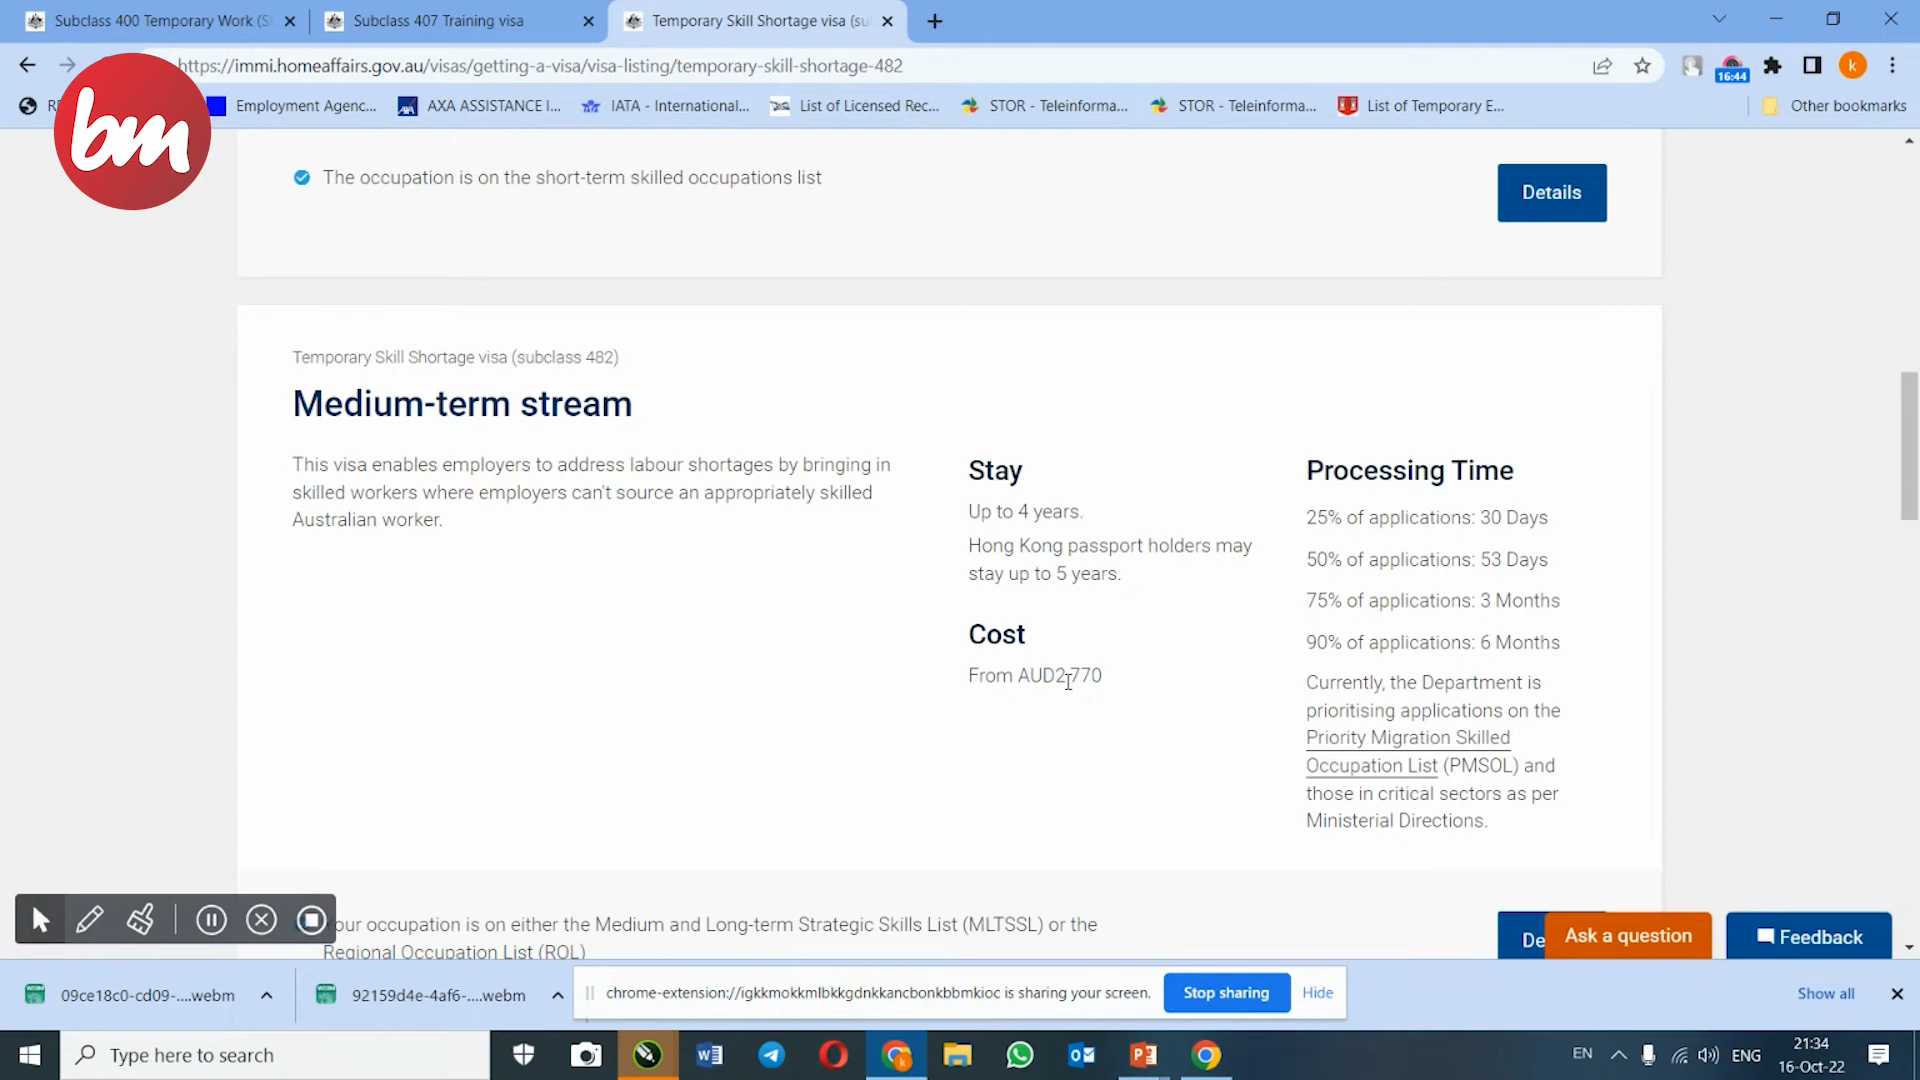 Subclass 400 Temporary Work (S
Subclass 407 Training visa
Temporary Skill Shortage visa (su
https://immi.homeaffairs.gov.au/visas/getting-a-visa/visa-listing/temporary-skill-shortage-482
16:44
k
Employment Agenc...
AXA ASSISTANCE I...
IATA - International...
List of Licensed Rec...
STOR - Teleinforma...
STOR - Teleinforma...
List of Temporary E...
Other bookmarks
bm
The occupation is on the short-term skilled occupations list
Details
Temporary Skill Shortage visa (subclass 482)
Medium-term stream
This visa enables employers to address labour shortages by bringing in
skilled workers where employers can't source an appropriately skilled
Australian worker.
Stay
Up to 4 years.
Hong Kong passport holders may
stay up to 5 years.
Cost
From AUD2,770
Processing Time
25% of applications: 30 Days
50% of applications: 53 Days
75% of applications: 3 Months
90% of applications: 6 Months
Currently, the Department is
prioritising applications on the
Priority Migration Skilled
Occupation List (PMSOL) and
those in critical sectors as per
Ministerial Directions.
Your occupation is on either the Medium and Long-term Strategic Skills List (MLTSSL) or the
Regional Occupation List (ROL)
De
Ask a question
Feedback
09ce18c0-cd09-....webm
92159d4e-4af6-....webm
chrome-extension://igkkmokkmlbkkgdnkkancbonkbbmkioc is sharing your screen.
Stop sharing
Hide
Show all
Type here to search
EN
ENG
21:34
16-Oct-22